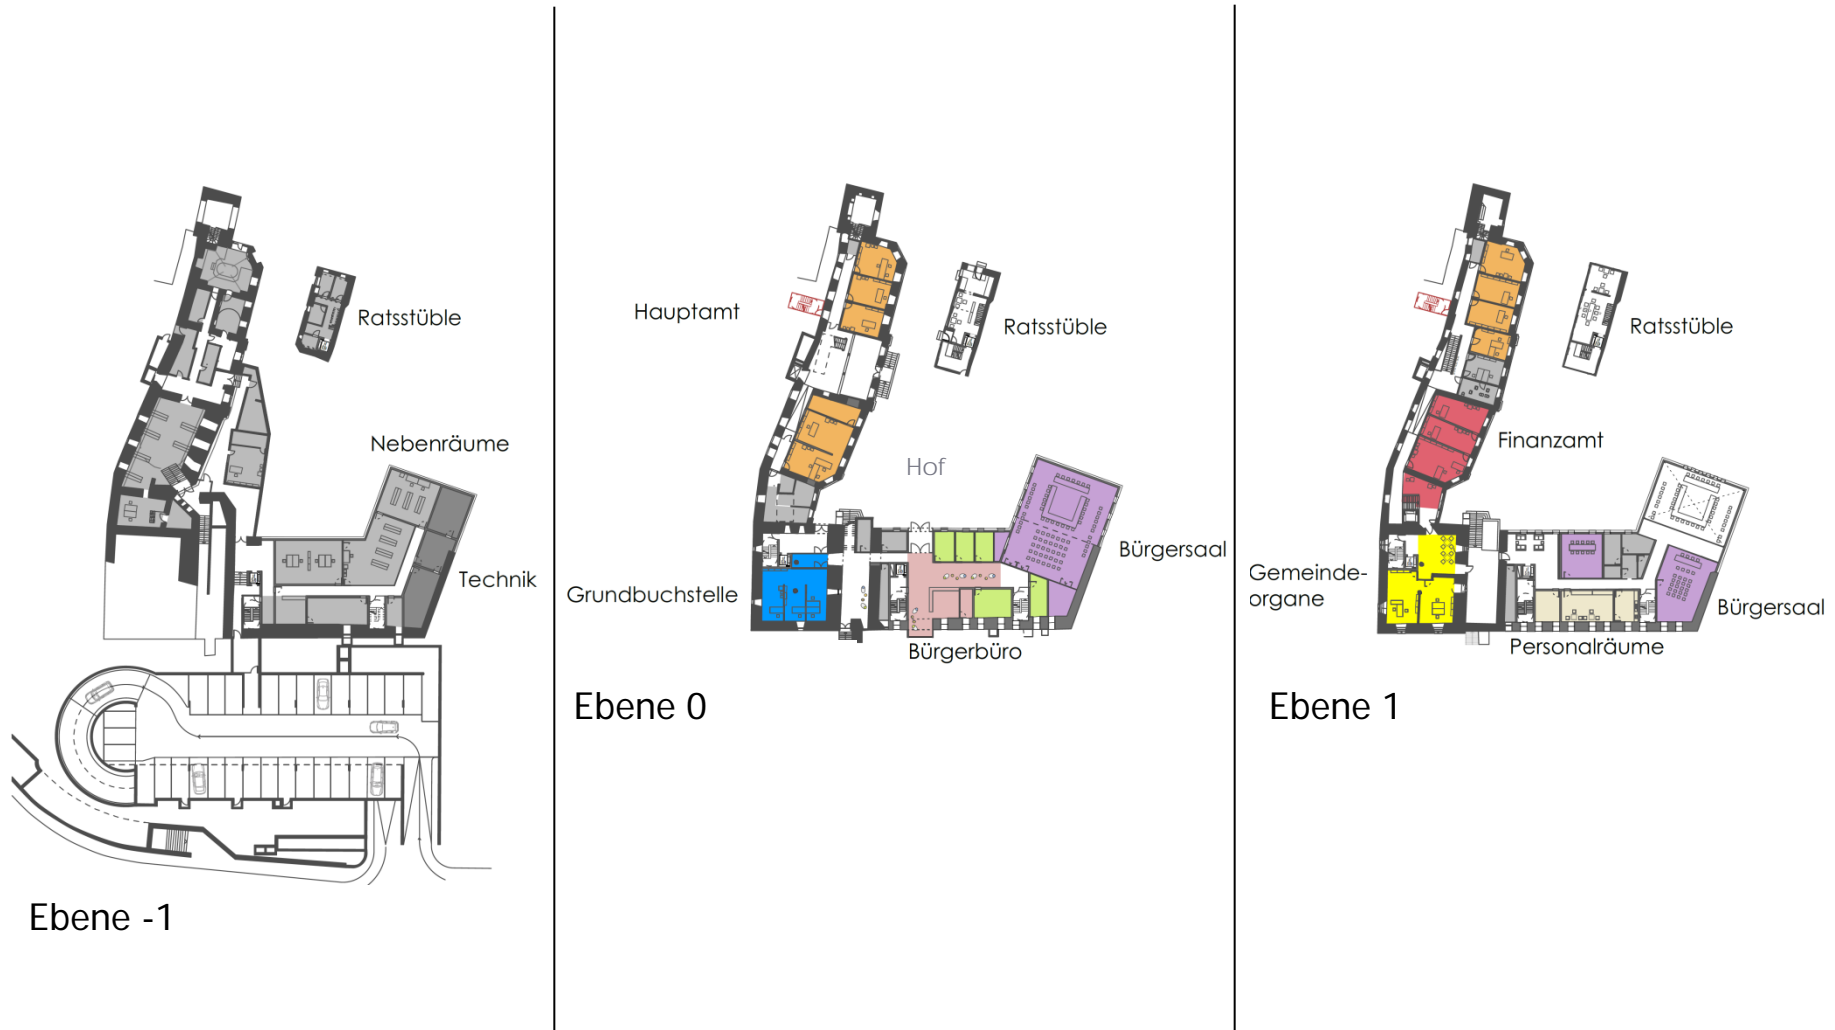 Ratsstüble
Nebenräume
Technik
Ebene -1
Hauptamt
Ratsstüble
Hof
Bürgersaal
Grundbuchstelle
Bürgerbüro
Ebene 0
Ratsstüble
Finanzamt
Gemeinde-
organe
Bürgersaal
Personalräume
Ebene 1